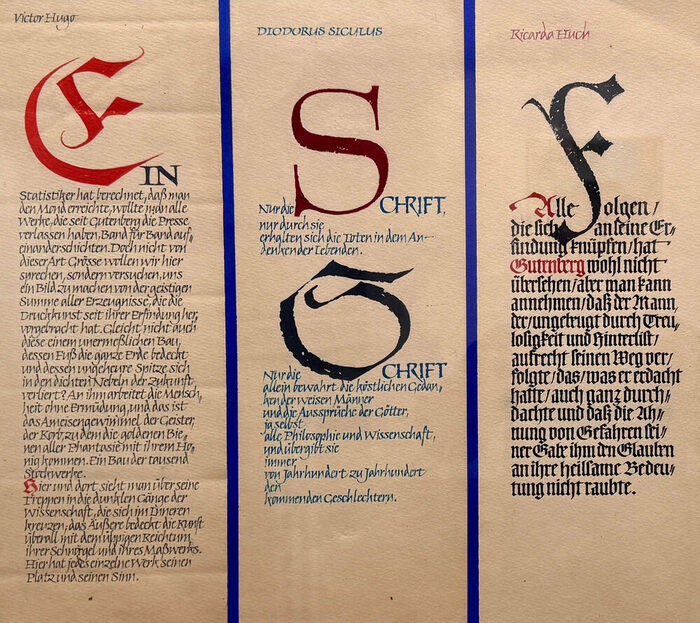 Victor Hugo
EIN
Statistiker hat berechnet, daß man
den Mond erreichte, wollte man alle
Werke, die seit Gutenberg die Presse
verlassen haben, Band für Band auf-
einanderschichten. Doch nicht von
dieser Art Grösse wollen wir hier
sprechen, sondern versuchen, uns
ein Bild zu machen von der geistigen
Summe aller Erzeugnisse, die die
Druckkunst seit ihrer Erfindung her,
vorgebracht hat. Gleicht nicht auch
diese einem unermeßlichen Bau,
dessen Fuß die ganze Erde bedeckt
und dessen ungeheure Spitze sich
in den dichten Nebeln der Zukunft
verliert? An ihm arbeitet die Mensch,
heit ohne Ermüdung, und das ist
das Ameisengewimmel der Geister,
der Korb, zu dem die goldenen Bie,
nen aller Phantasie mit ihrem Ho,
nig kommen. Ein Bau der tausend
Stockwerke.
Hier und dort sieht man über seine
Treppen in die dunklen Gänge der
Wissenschaft, die sich im Inneren
kreuzen, das Äußere bedeckt die Kunst
überall mit dem üppigen Reichtum
ihrer Schnörgel und ihres Maßwerks.
Hier hat jedes einzelne Werk seinen
Platz und seinen Sinn.
DIODORUS SICULUS
Nur die SCHRIFT,
nur durch sie
erhalten sich die Toten in dem An-
denken der Lebenden.
Nur die SCHRIFT
allein bewahrt die köstlichen Gedan,
ken der weisen Männer
und die Aussprüche der Götter,
ja selbst
alle Philosophie und Wissenschaft,
und übergibt sie
immer
von Jahrhundert zu Jahrhundert
den
kommenden Geschlechtern.
Ricarda Huch
Alle Folgen/
die sich an seine Er-
findung knüpfen/hat
Gutenberg wohl nicht
übersehen/aber man kann
annehmen/daß der Mann,
der/ungebeugt durch Treu
losigkeit und Hinterlist/
aufrecht seinen Weg ver-
folgte/das/was er erdacht
hatte/auch ganz durch-
dachte und daß die Ah-
nung von Gefahren sei-
ner Gabe ihm den Glauben
an ihre heilsame Bedeu-
tung nicht raubte.